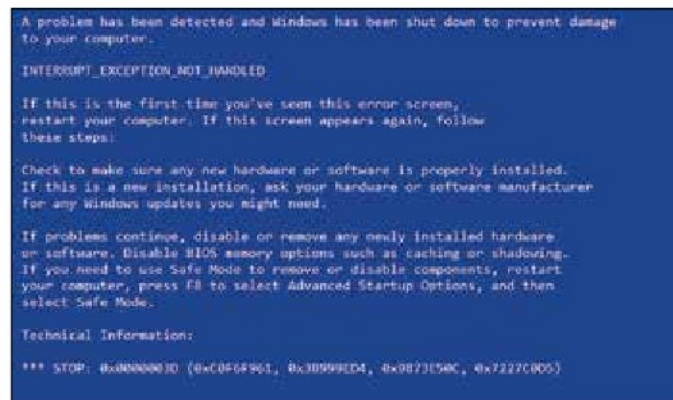 A problem has been detected and Windows has been shut down to prevent damage
to your computer.
INTERRUPT_EXCEPTION_NOT_HANDLED
If this is the first time you've seen this error screen,
restart your computer. If this screen appears again, follow
these steps:
Check to make sure any new hardware or software is properly installed.
If this is a new installation, ask your hardware or software manufacturer
for any Windows updates you might need.
If problems continue, disable or remove any newly installed hardware
or software. Disable BIOS memory options such as caching or shadowing.
If you need to use Safe Mode to remove or disable components, restart
your computer, press F8 to select Advanced Startup Options, and then
select Safe Mode.
Technical Information:
*** STOP: 0x0000003D